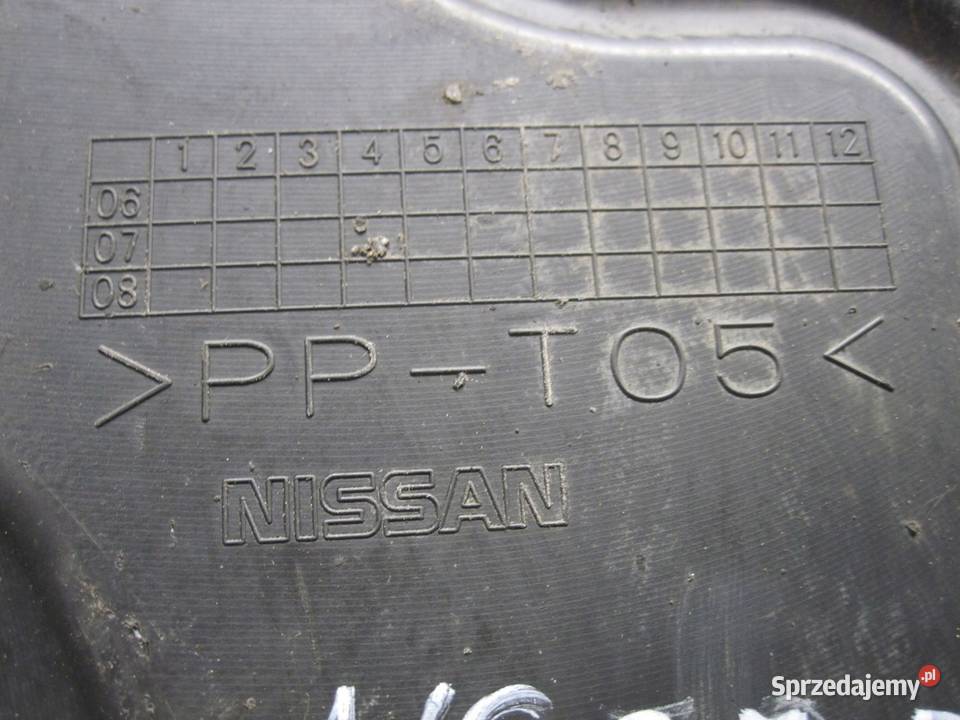 1 2 3 4 5 6 7 8 9 10 11 12
06
07
08
>PP-T05<
NISSAN
Sprzedajemy.pl